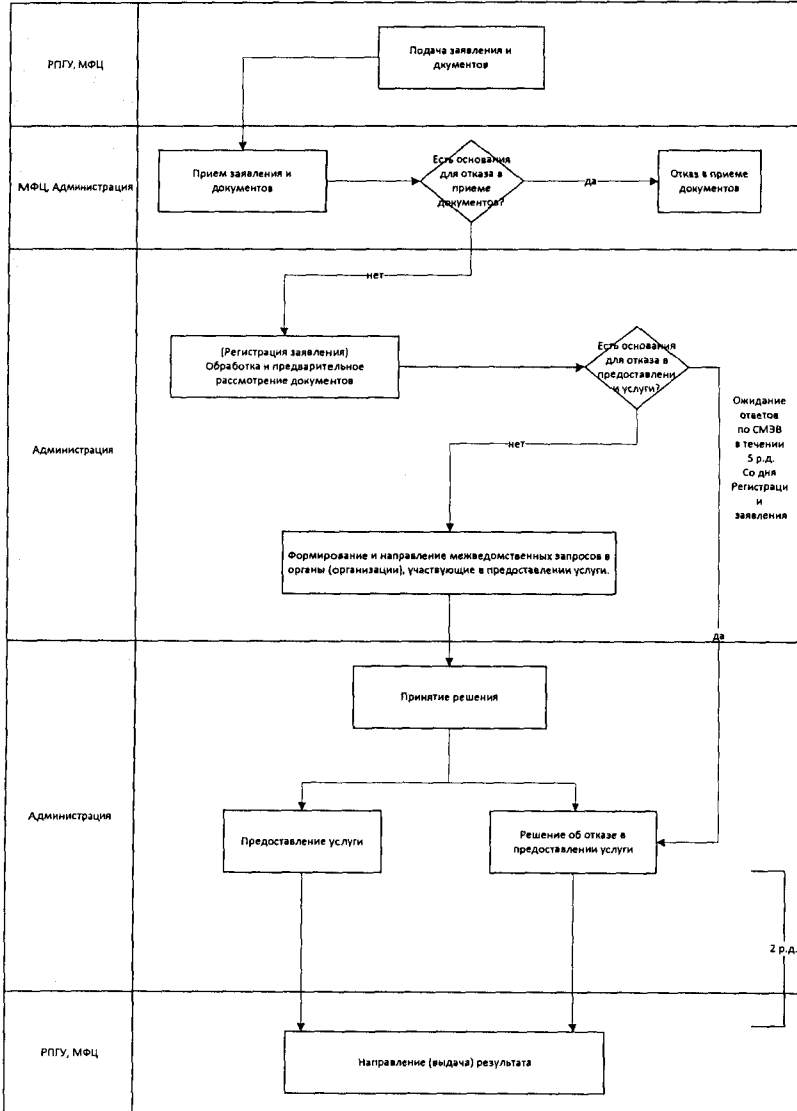 РПГУ, МФЦ
Подача заявления и
дкументов
МФЦ, Администрация
Прием заявления и
документов
Есть основания
для отказа в
приеме
документов?
да
Отказ в приеме
документов
нет
Администрация
(Регистрация заявления)
Обработка и предварительное
рассмотрение документов
Есть основания
для отказа в
предоставлени
и услуги?
Ожидание
ответов
по СМЭВ
в течении
5 р.д.
Со дня
Регистраци
и
заявления
нет
Формирование и направление межведомственных запросов в
органы (организации), участвующие в предоставлении услуги.
да
Администрация
Принятие решения
Предоставление услуги
Решение об отказе в
предоставлении услуги
2 р.д.
РПГУ, МФЦ
Направление (выдача) результата